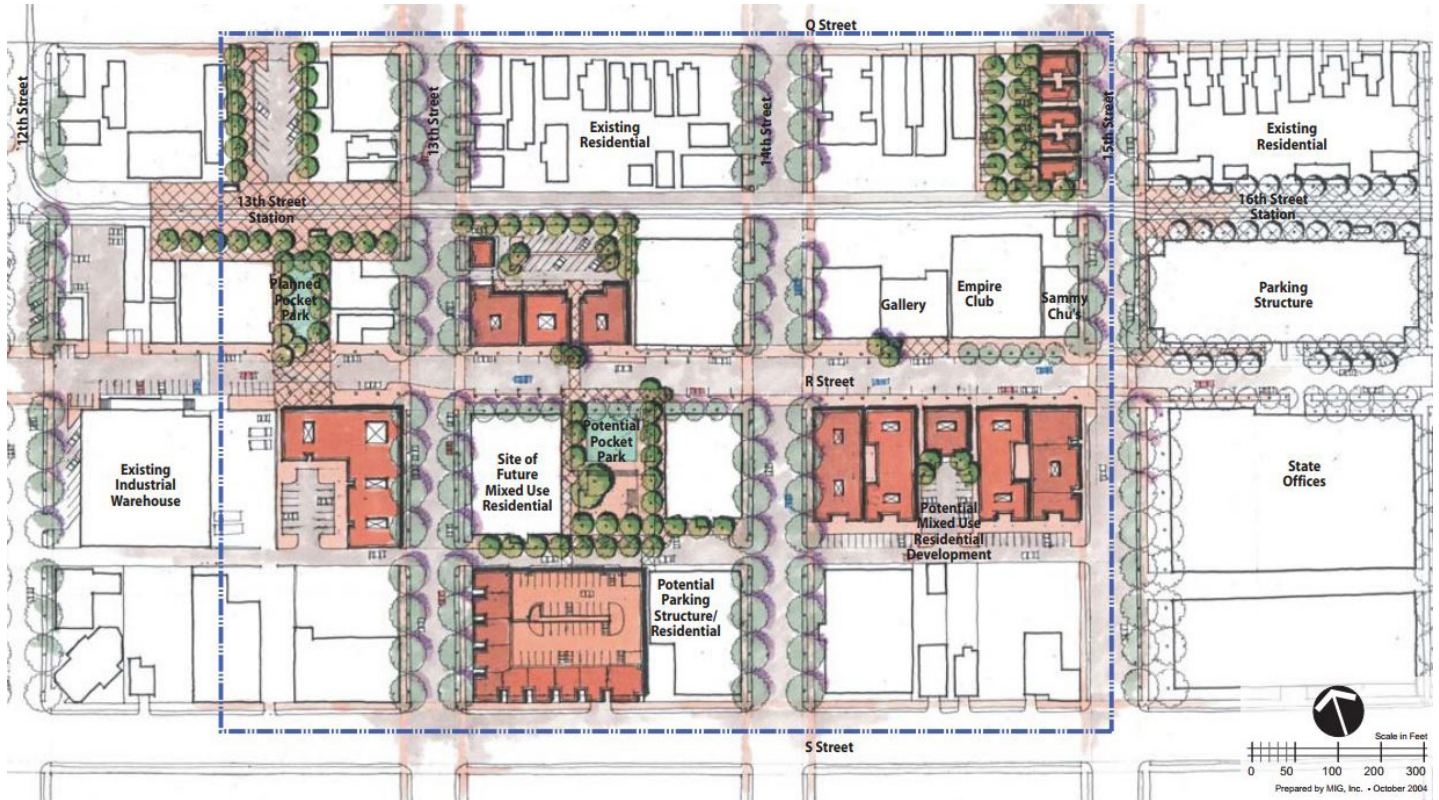 Q Street
12th Street
13th Street
14th Street
15th Street
Existing
Residential
Existing
Residential
13th Street
Station
16th Street
Station
Planned
Pocket
Park
Gallery
Empire
Club
Sammy
Chu's
Parking
Structure
R Street
Existing
Industrial
Warehouse
Site of
Future
Mixed Use
Residential
Potential
Pocket
Park
Potential
Mixed Use
Residential
Development
State
Offices
Potential
Parking
Structure/
Residential
S Street
Scale in Feet
0 50 100 200 300
Prepared by MIG, Inc. • October 2004